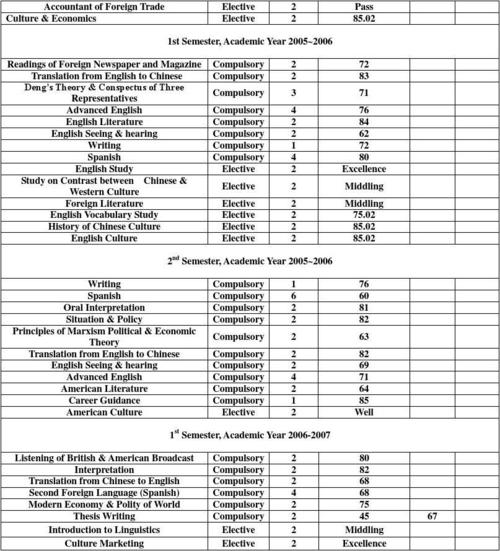 Accountant of Foreign Trade Elective 2 Pass
Culture & Economics Elective 2 85.02
1st Semester, Academic Year 2005~2006
Readings of Foreign Newspaper and Magazine Compulsory 2 72
Translation from English to Chinese Compulsory 2 83
Deng's Theory & Conspectus of Three
Representatives Compulsory 3 71
Advanced English Compulsory 4 76
English Literature Compulsory 2 84
English Seeing & hearing Compulsory 2 62
Writing Compulsory 1 72
Spanish Compulsory 4 80
English Study Elective 2 Excellence
Study on Contrast between Chinese &
Western Culture Elective 2 Middling
Foreign Literature Elective 2 Middling
English Vocabulary Study Elective 2 75.02
History of Chinese Culture Elective 2 85.02
English Culture Elective 2 85.02
2nd Semester, Academic Year 2005~2006
Writing Compulsory 1 76
Spanish Compulsory 6 60
Oral Interpretation Compulsory 2 81
Situation & Policy Compulsory 2 82
Principles of Marxism Political & Economic
Theory Compulsory 2 63
Translation from English to Chinese Compulsory 2 82
English Seeing & hearing Compulsory 2 69
Advanced English Compulsory 4 71
American Literature Compulsory 2 64
Career Guidance Compulsory 1 85
American Culture Elective 2 Well
1st Semester, Academic Year 2006-2007
Listening of British & American Broadcast Compulsory 2 80
Interpretation Compulsory 2 82
Translation from Chinese to English Compulsory 2 68
Second Foreign Language (Spanish) Compulsory 4 68
Modern Economy & Polity of World Compulsory 2 75
Thesis Writing Compulsory 2 45 67
Introduction to Linguistics Elective 2 Middling
Culture Marketing Elective 2 Excellence